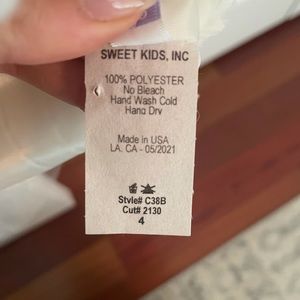 SWEET KIDS, INC
100% POLYESTER
No Bleach
Hand Wash Cold
Hang Dry
Made in USA
LA. CA - 05/2021
Style# C38B
Cut# 2130
4